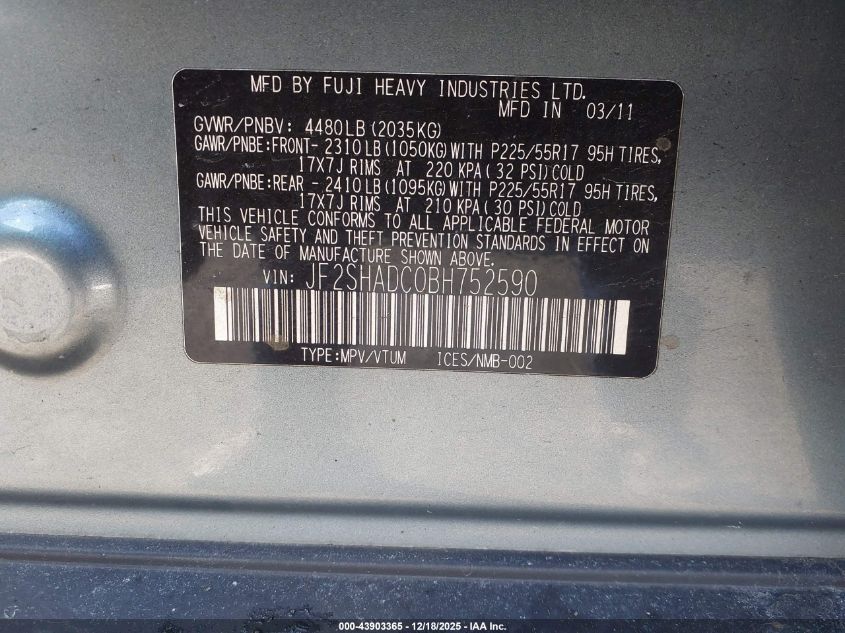 MFD BY FUJI HEAVY INDUSTRIES LTD.
MFD IN 03/11
GVWR/PNBV: 4480LB(2035KG)
GAWR/PNBE:FRONT- 2310LB(1050KG)WITH P225/55R17 95H TIRES,
17X7J RIMS AT 220 KPA(32 PSI)COLD
GAWR/PNBE:REAR - 2410LB(1095KG)WITH P225/55R17 95H TIRES,
17X7J RIMS AT 210 KPA(30 PSI)COLD
THIS VEHICLE CONFORMS TO ALL APPLICABLE FEDERAL MOTOR
VEHICLE SAFETY AND THEFT PREVENTION STANDARDS IN EFFECT ON
THE DATE OF MANUFACTURE SHOWN ABOVE.
VIN: JF2SHADC0BH752590
TYPE:MPV/VTUM ICES/NMB-002
000-43903365 - 12/18/2025 - IAA Inc.